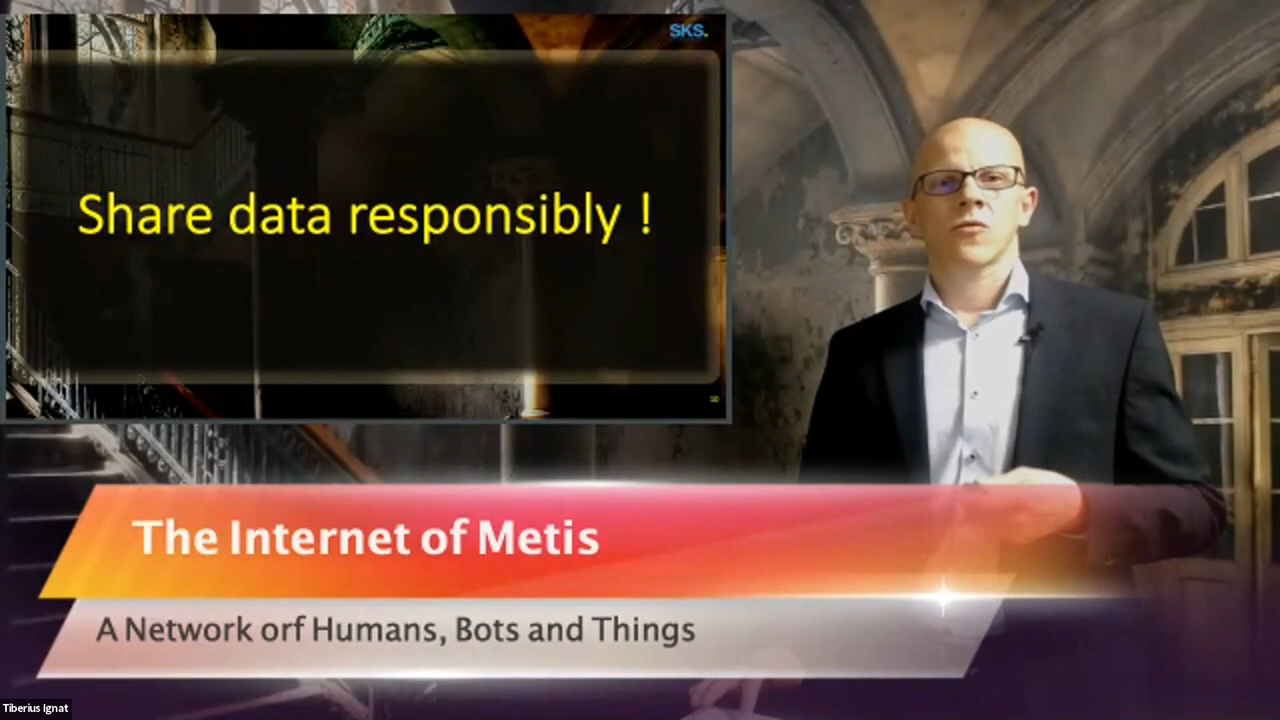 SKS.
Share data responsibly !
The Internet of Metis
A Network orf Humans, Bots and Things
Tiberius Ignat